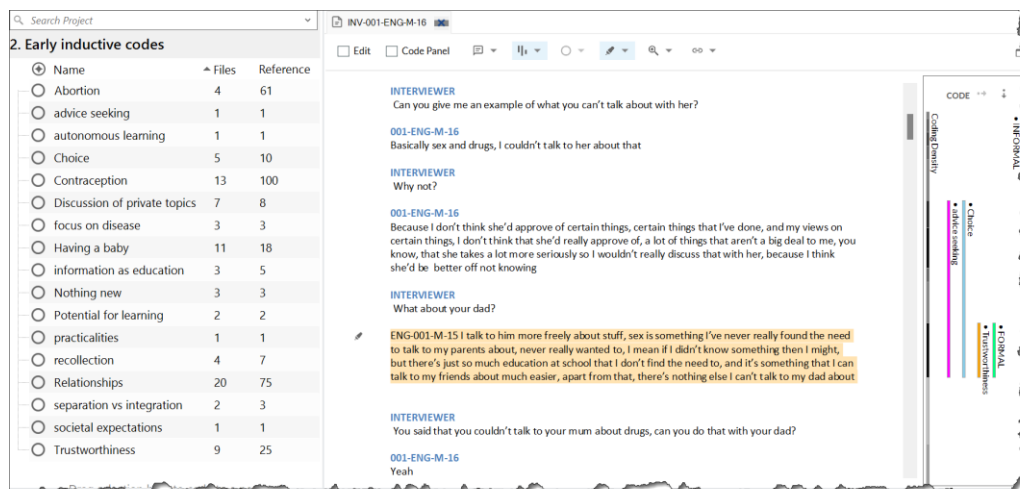 Search Project
2. Early inductive codes
Name Files Reference
Abortion 4 61
advice seeking 1 1
autonomous learning 1 1
Choice 5 10
Contraception 13 100
Discussion of private topics 7 8
focus on disease 3 3
Having a baby 11 18
information as education 3 5
Nothing new 3 3
Potential for learning 2 2
practicalities 1 1
recollection 4 7
Relationships 20 75
separation vs integration 2 3
societal expectations 1 1
Trustworthiness 9 25
INV-001-ENG-M-16
Edit Code Panel
INTERVIEWER
Can you give me an example of what you can't talk about with her?
001-ENG-M-16
Basically sex and drugs, I couldn't talk to her about that
INTERVIEWER
Why not?
001-ENG-M-16
Because I don't think she'd approve of certain things, certain things that I've done, and my views on
certain things, I don't think that she'd really approve of, a lot of things that aren't a big deal to me, you
know, that she takes a lot more seriously so I wouldn't really discuss that with her, because I think
she'd be better off not knowing
INTERVIEWER
What about your dad?
ENG-001-M-15 I talk to him more freely about stuff, sex is something I've never really found the need
to talk to my parents about, never really wanted to, I mean if I didn't know something then I might,
but there's just so much education at school that I don't find the need to, and it's something that I can
talk to my friends about much easier, apart from that, there's nothing else I can't talk to my dad about
INTERVIEWER
You said that you couldn't talk to your mum about drugs, can you do that with your dad?
001-ENG-M-16
Yeah
CODE
Coding Density
advice seeking
Choice
Trustworthiness
FORMAL
INFORMAL